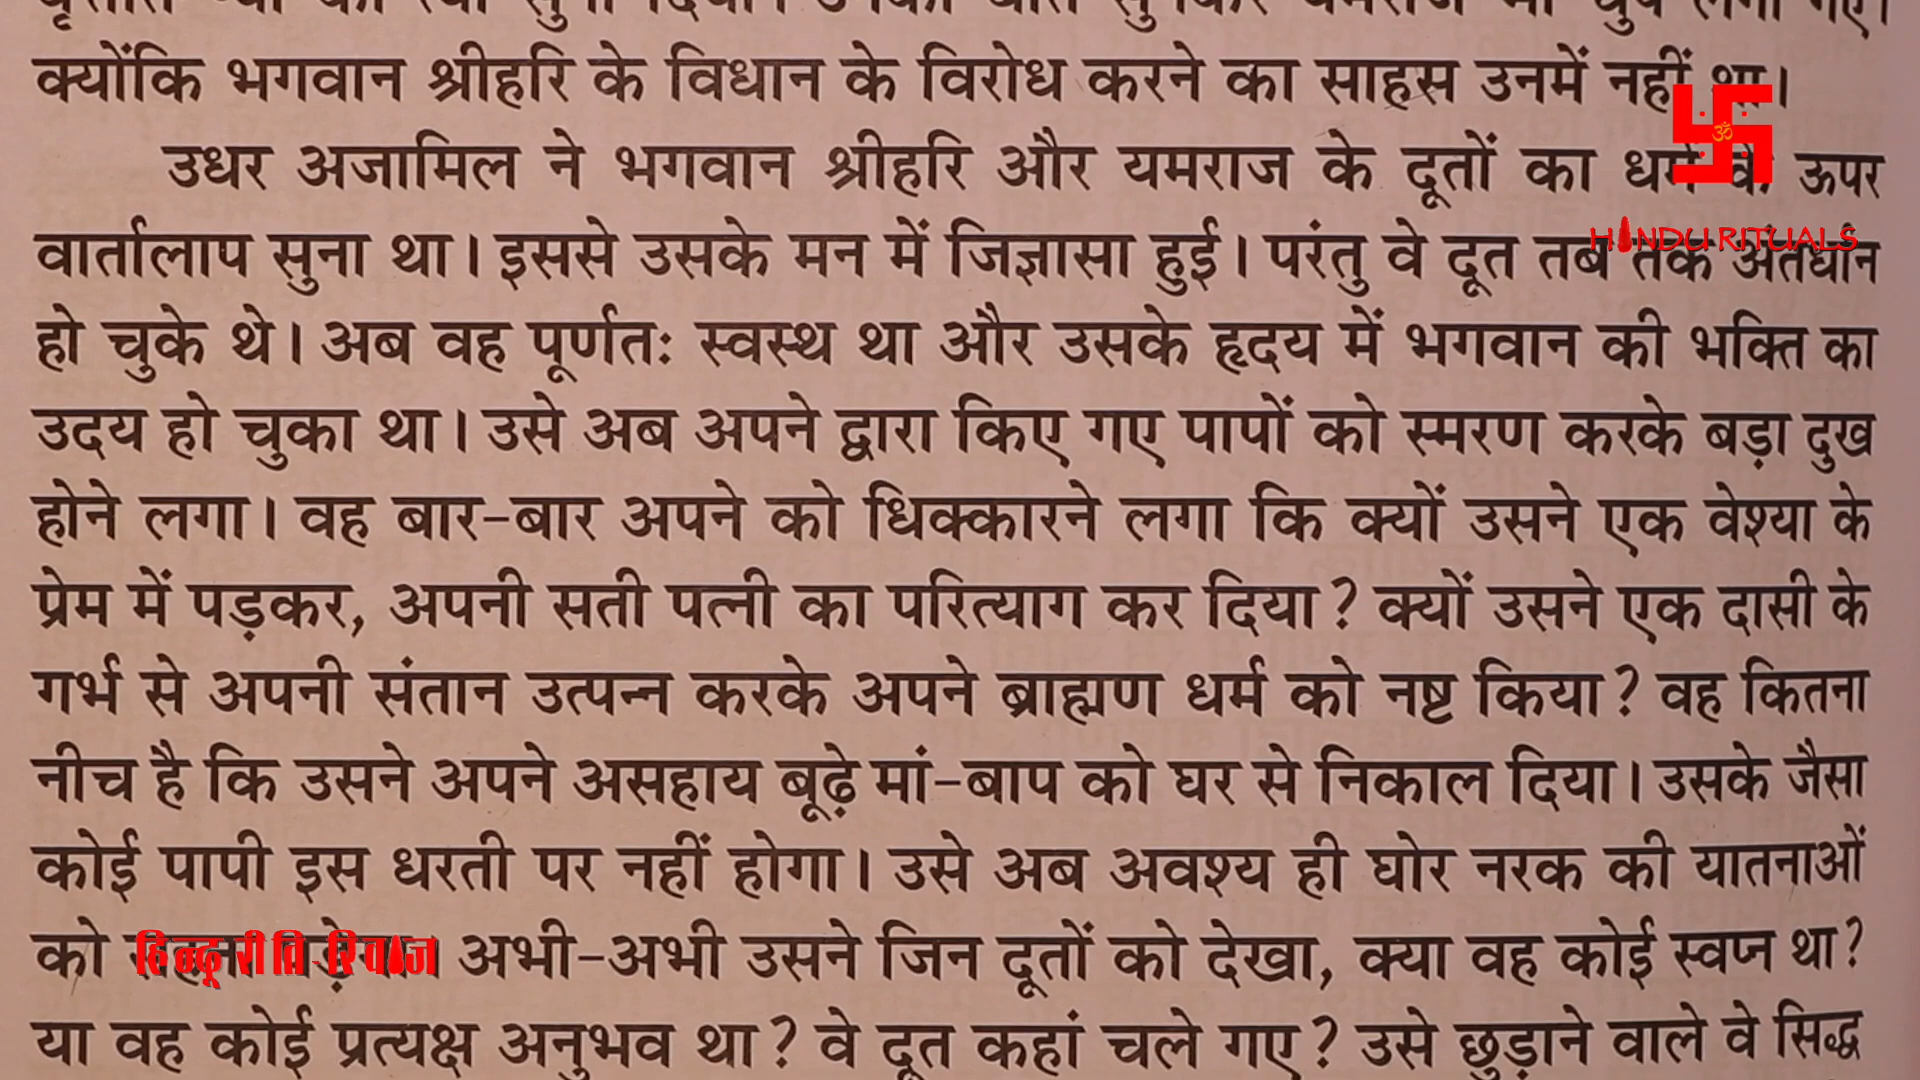 क्योंकि भगवान श्रीहरि के विधान के विरोध करने का साहस उनमें नहीं था।
उधर अजामिल ने भगवान श्रीहरि और यमराज के दूतों का धर्म के ऊपर
वार्तालाप सुना था। इससे उसके मन में जिज्ञासा हुई। परंतु वे दूत तब तक अंतर्धान
HINDU RITUALS
हो चुके थे। अब वह पूर्णतः स्वस्थ था और उसके हृदय में भगवान की भक्ति का
उदय हो चुका था। उसे अब अपने द्वारा किए गए पापों को स्मरण करके बड़ा दुख
होने लगा। वह बार-बार अपने को धिक्कारने लगा कि क्यों उसने एक वेश्या के
प्रेम में पड़कर, अपनी सती पत्नी का परित्याग कर दिया? क्यों उसने एक दासी के
गर्भ से अपनी संतान उत्पन्न करके अपने ब्राह्मण धर्म को नष्ट किया? वह कितना
नीच है कि उसने अपने असहाय बूढ़े मां-बाप को घर से निकाल दिया। उसके जैसा
कोई पापी इस धरती पर नहीं होगा। उसे अब अवश्य ही घोर नरक की यातनाओं
को अभी-अभी उसने जिन दूतों को देखा, क्या वह कोई स्वप्न था?
हिन्दू रीति-रिवाज
या वह कोई प्रत्यक्ष अनुभव था? वे दूत कहां चले गए? उसे छुड़ाने वाले वे सिद्ध